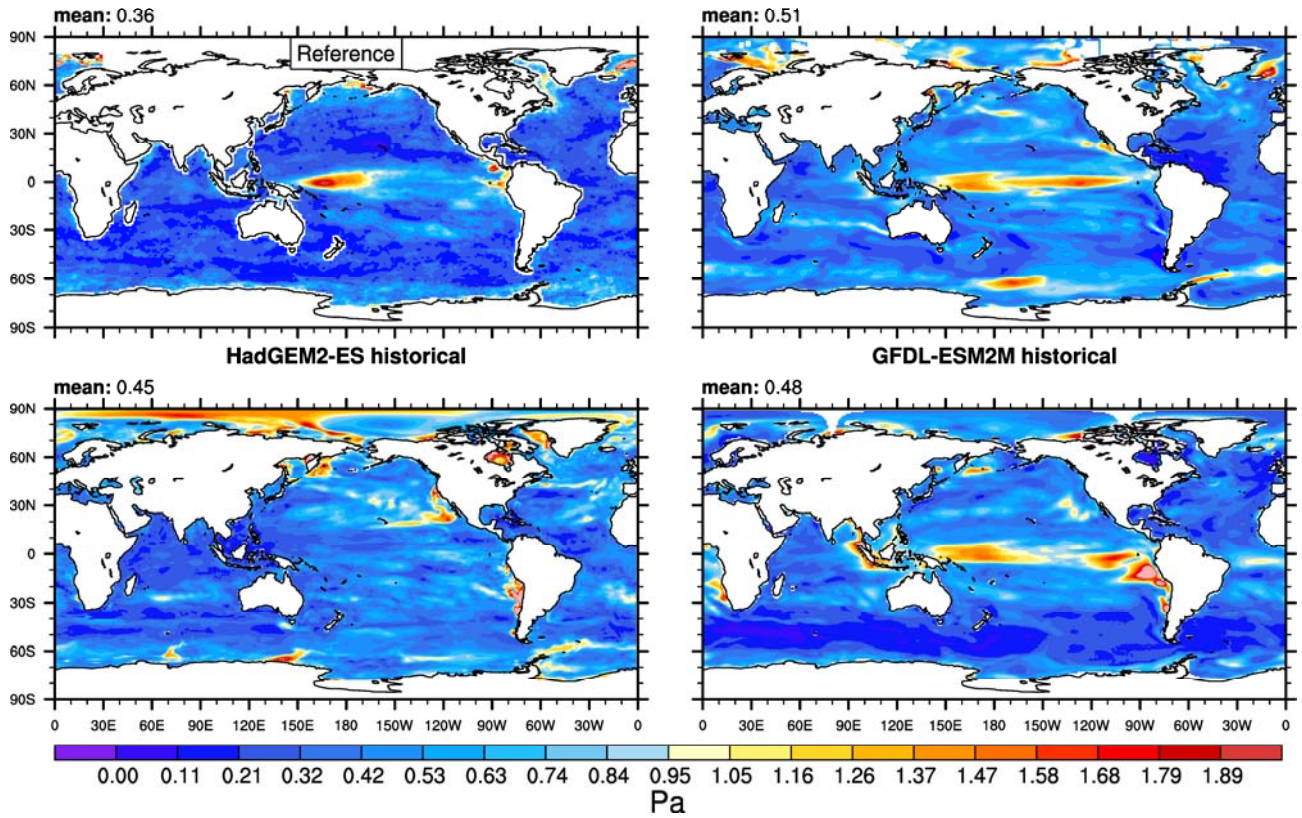 mean: 0.36
mean: 0.51
Reference
90N
60N
30N
0
30S
60S
90S
HadGEM2-ES historical
GFDL-ESM2M historical
mean: 0.45
mean: 0.48
90N
60N
30N
0
30S
60S
90S
0 30E 60E 90E 120E 150E 180 150W 120W 90W 60W 30W 0
0 30E 60E 90E 120E 150E 180 150W 120W 90W 60W 30W 0
0.00 0.11 0.21 0.32 0.42 0.53 0.63 0.74 0.84 0.95 1.05 1.16 1.26 1.37 1.47 1.58 1.68 1.79 1.89
Pa